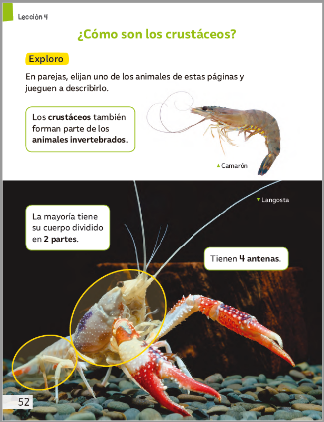 Lección 4
¿Cómo son los crustáceos?
Exploro
En parejas, elijan uno de los animales de estas páginas y
jueguen a describirlo.
Los crustáceos también
forman parte de los
animales invertebrados.
Camarón
Langosta
La mayoría tiene
su cuerpo dividido
en 2 partes.
Tienen 4 antenas.
52